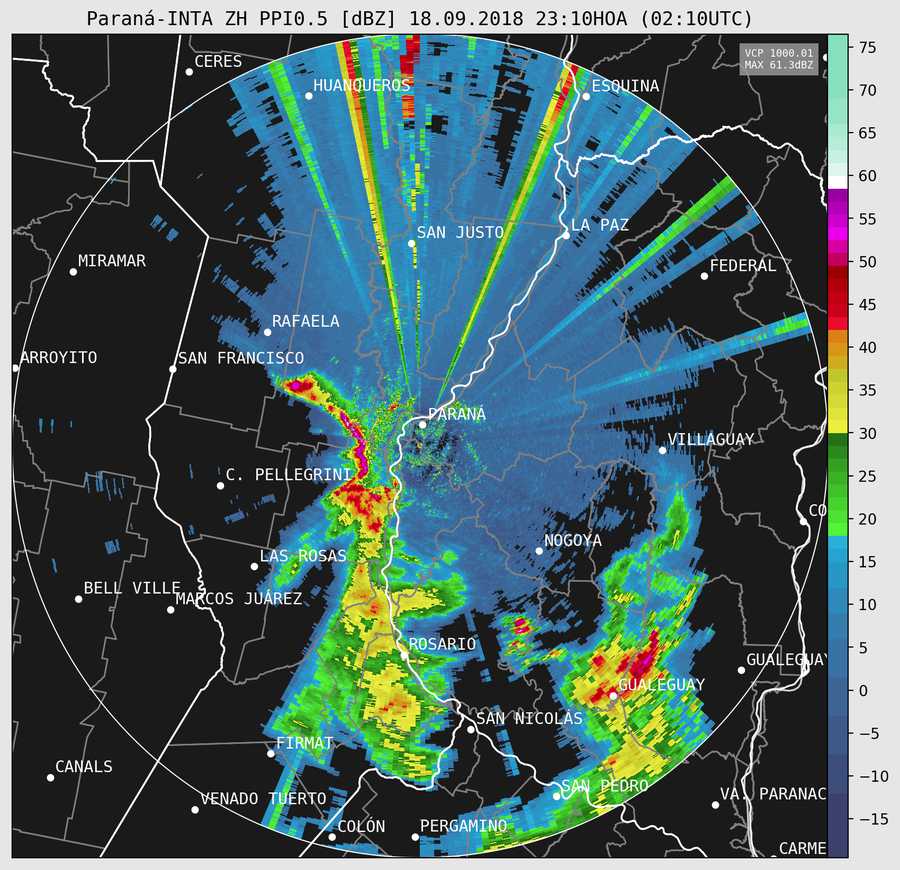 Paraná-INTA ZH PPI0.5 [dBZ] 18.09.2018 23:10HOA (02:10UTC)
VCP 1000.01
MAX 61.3dBZ
CERES
HUANQUEROS
ESQUINA
SAN JUSTO
LA PAZ
MIRAMAR
FEDERAL
RAFAELA
ARROYITO
SAN FRANCISCO
PARANÁ
VILLAGUAY
C. PELLEGRINI
CO
NOGOYA
LAS ROSAS
BELL VILLE
MARCOS JUÁREZ
ROSARIO
GUALEGUAY
GUALEGUAY
SAN NICOLÁS
FIRMAT
CANALS
SAN PEDRO
VENADO TUERTO
VA. PARANAC
COLÓN
PERGAMINO
CARME
75
70
65
60
55
50
45
40
35
30
25
20
15
10
5
0
−5
−10
−15